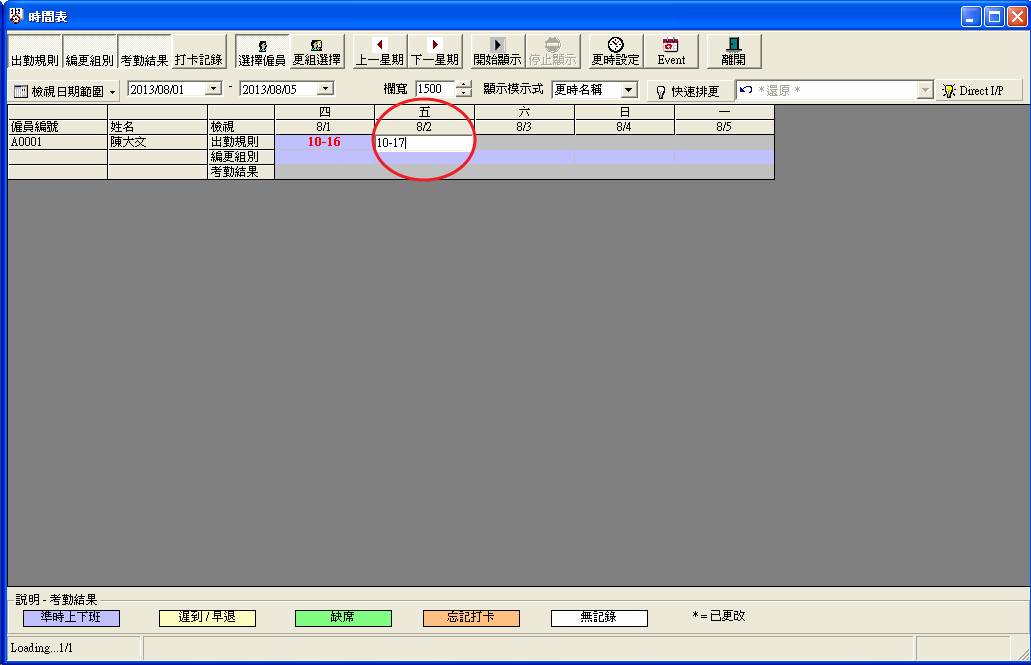 時間表
出勤規則 編更組別 考勤結果 打卡記錄 選擇僱員 更組選擇 上一星期 下一星期 開始顯示 停止顯示 更時設定 Event 離開
檢視日期範圍 2013/08/01 - 2013/08/05 欄寬 1500 顯示模示式 更時名稱 快速排更 *還原* Direct I/P
四 五 六 日 一
僱員編號 姓名 檢視 8/1 8/2 8/3 8/4 8/5
A0001 陳大文 出勤規則 10-16 10-17
編更組別
考勤結果
說明 - 考勤結果
準時上下班 遲到 / 早退 缺席 忘記打卡 無記錄 * = 已更改
Loading...1/1